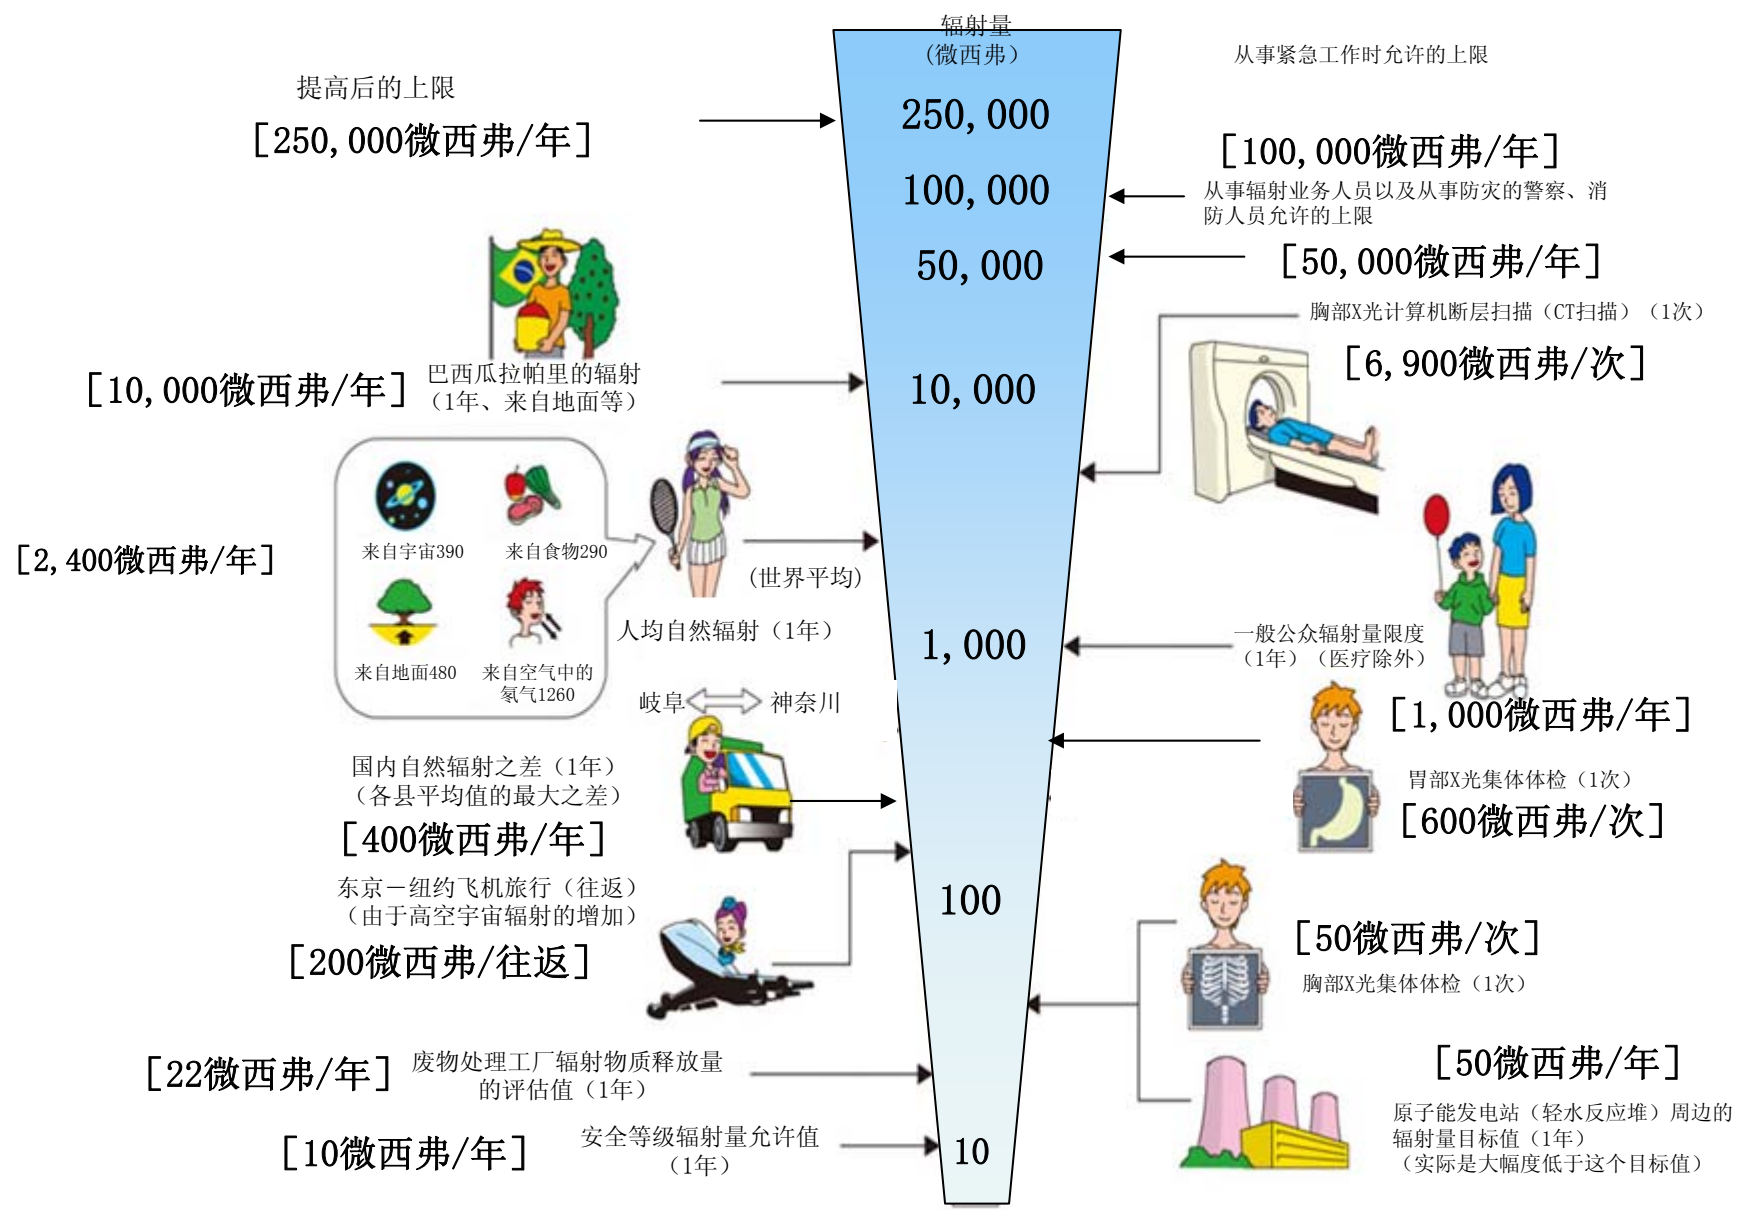 辐射量
(微西弗)
250,000
100,000
50,000
10,000
1,000
100
10
提高后的上限
[250,000微西弗/年]
[10,000微西弗/年]
巴西瓜拉帕里的辐射
（1年、来自地面等）
[2,400微西弗/年]
来自宇宙390
来自食物290
来自地面480
来自空气中的
氡气1260
(世界平均)
人均自然辐射（1年）
岐阜
神奈川
国内自然辐射之差（1年）
（各县平均值的最大之差）
[400微西弗/年]
东京－纽约飞机旅行（往返）
（由于高空宇宙辐射的增加）
[200微西弗/往返]
[22微西弗/年]
废物处理工厂辐射物质释放量
的评估值（1年）
[10微西弗/年]
安全等级辐射量允许值
（1年）
从事紧急工作时允许的上限
[100,000微西弗/年]
从事辐射业务人员以及从事防灾的警察、消
防人员允许的上限
[50,000微西弗/年]
胸部X光计算机断层扫描（CT扫描）（1次）
[6,900微西弗/次]
一般公众辐射量限度
（1年）（医疗除外）
[1,000微西弗/年]
胃部X光集体体检（1次）
[600微西弗/次]
[50微西弗/次]
胸部X光集体体检（1次）
[50微西弗/年]
原子能发电站（轻水反应堆）周边的
辐射量目标值（1年）
（实际是大幅度低于这个目标值）